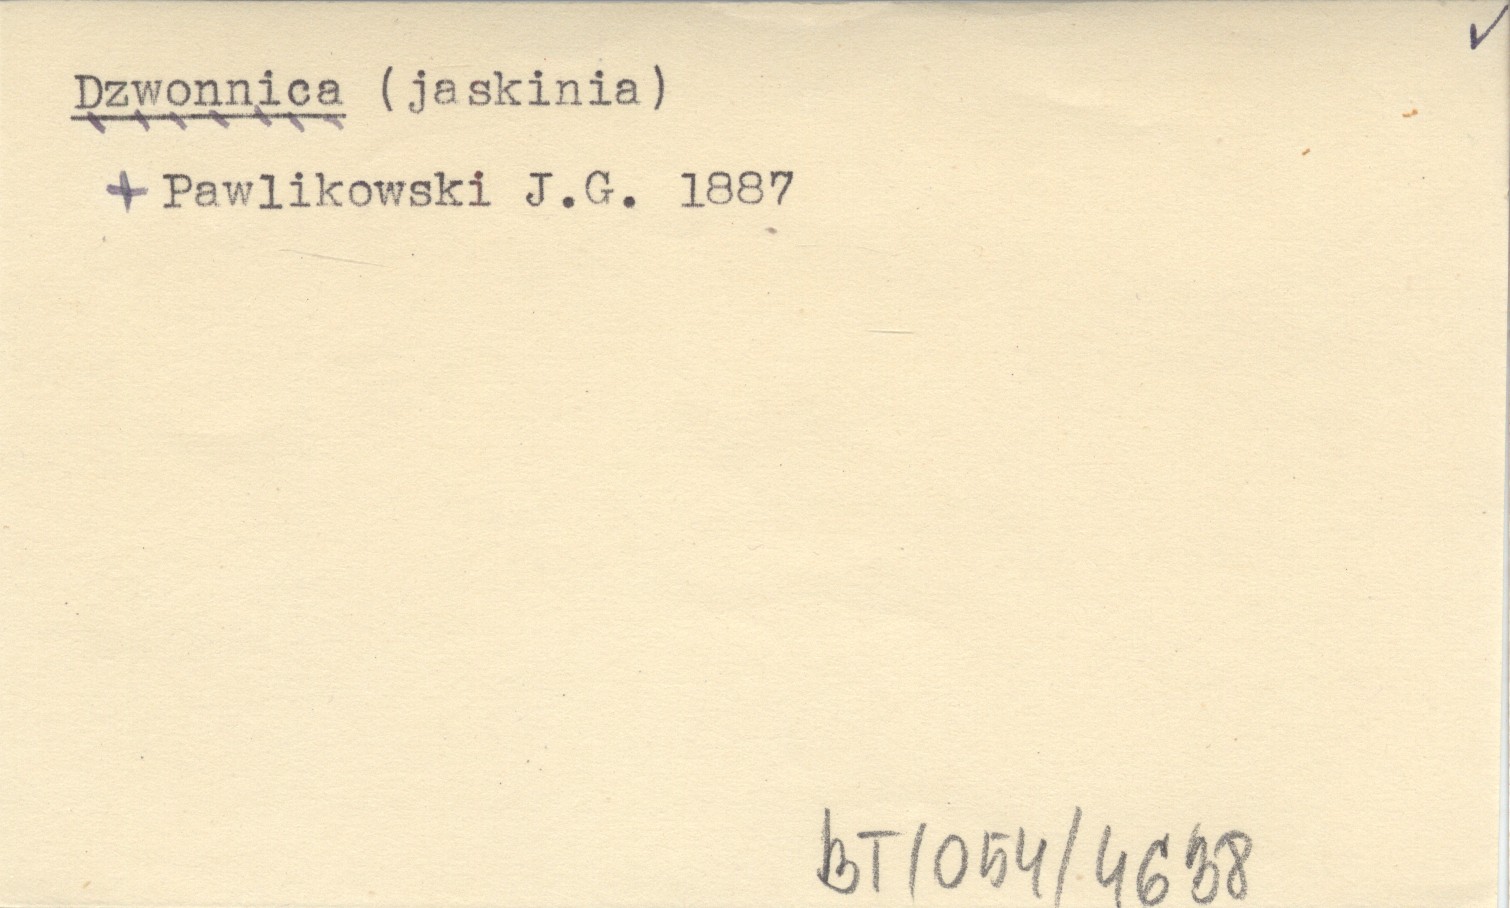 Dzwonnica (jaskinia)
+ Pawlikowski J.G. 1887
BT/054/4638